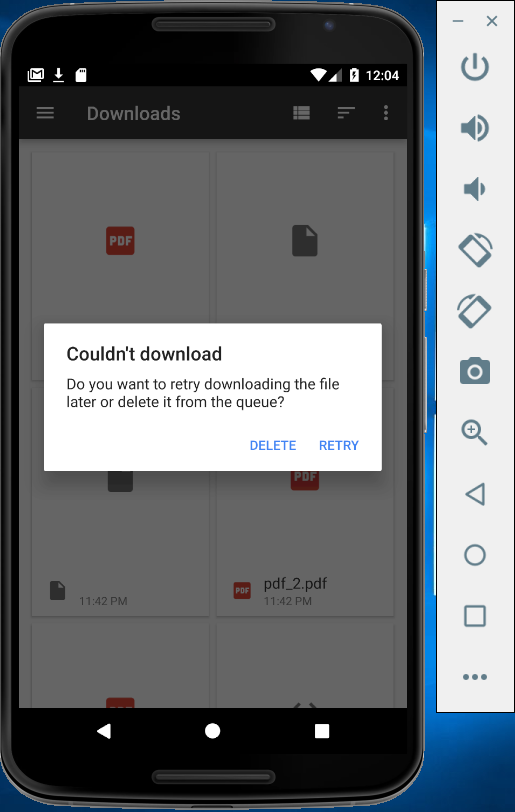 12:04
Downloads
PDF
Couldn't download
Do you want to retry downloading the file
later or delete it from the queue?
DELETE RETRY
PDF
11:42 PM
PDF
pdf_2.pdf
11:42 PM